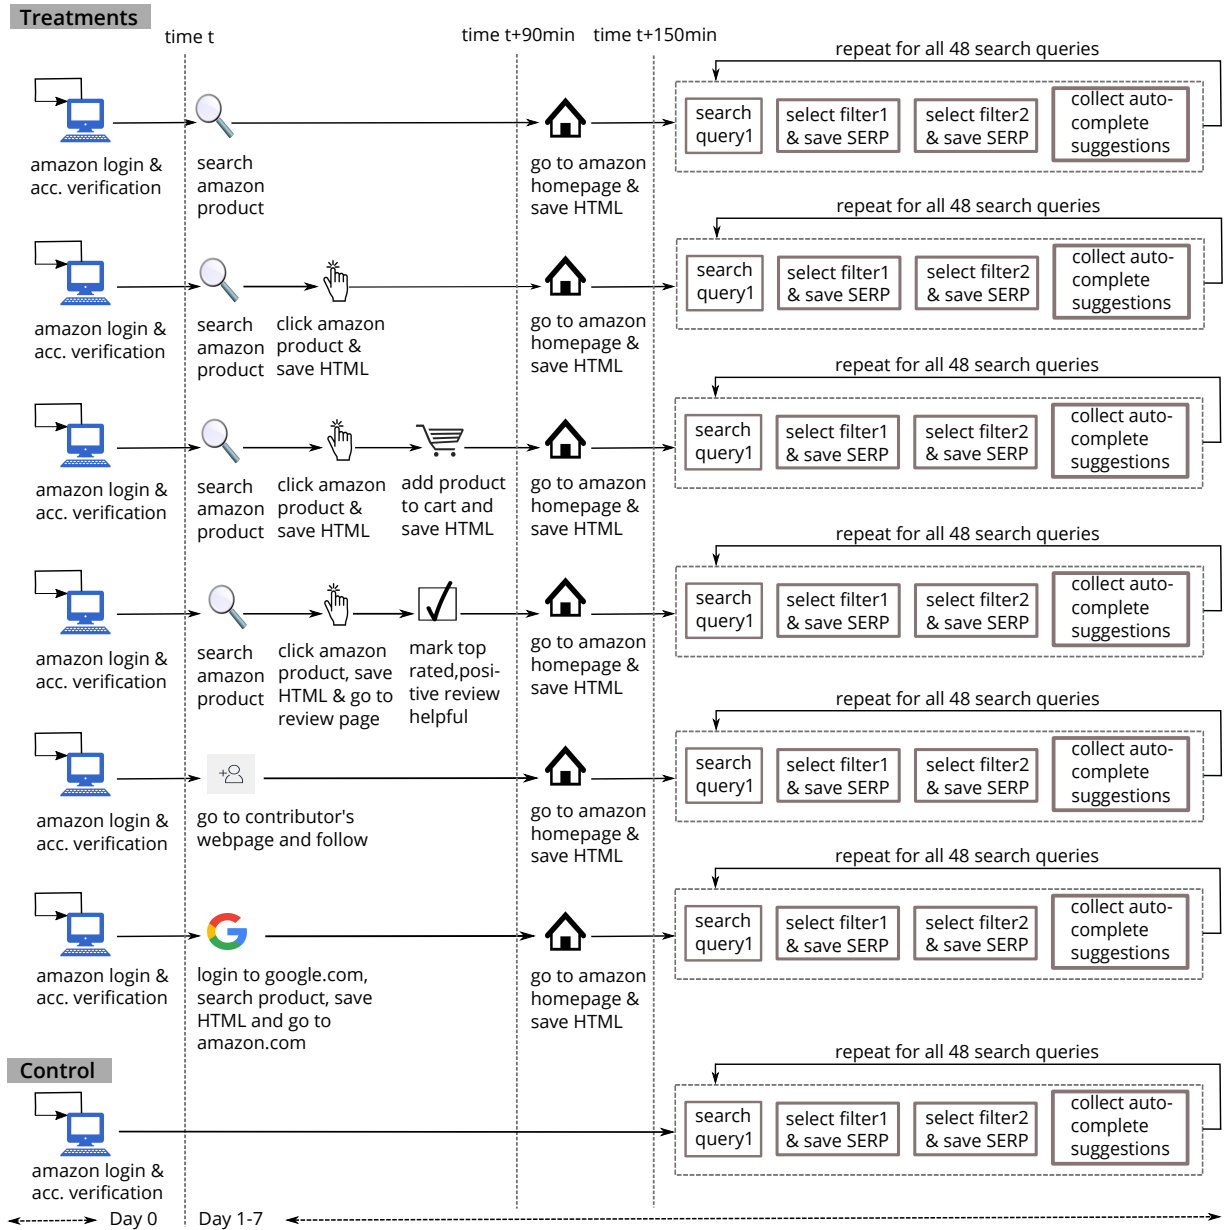 Treatments
time t
time t+90min
time t+150min
repeat for all 48 search queries
amazon login &
acc. verification
search
amazon
product
go to amazon
homepage &
save HTML
search
query1
select filter1
& save SERP
select filter2
& save SERP
collect auto-
complete
suggestions
repeat for all 48 search queries
amazon login &
acc. verification
search
amazon
product
click amazon
product &
save HTML
go to amazon
homepage &
save HTML
search
query1
select filter1
& save SERP
select filter2
& save SERP
collect auto-
complete
suggestions
repeat for all 48 search queries
amazon login &
acc. verification
search
amazon
product
click amazon
product &
save HTML
add product
to cart and
save HTML
go to amazon
homepage &
save HTML
search
query1
select filter1
& save SERP
select filter2
& save SERP
collect auto-
complete
suggestions
repeat for all 48 search queries
amazon login &
acc. verification
search
amazon
product
click amazon
product, save
HTML & go to
review page
mark top
rated,posi-
tive review
helpful
go to amazon
homepage &
save HTML
search
query1
select filter1
& save SERP
select filter2
& save SERP
collect auto-
complete
suggestions
repeat for all 48 search queries
amazon login &
acc. verification
go to contributor's
webpage and follow
go to amazon
homepage &
save HTML
search
query1
select filter1
& save SERP
select filter2
& save SERP
collect auto-
complete
suggestions
repeat for all 48 search queries
amazon login &
acc. verification
login to google.com,
search product, save
HTML and go to
amazon.com
go to amazon
homepage &
save HTML
search
query1
select filter1
& save SERP
select filter2
& save SERP
collect auto-
complete
suggestions
Control
repeat for all 48 search queries
amazon login &
acc. verification
search
query1
select filter1
& save SERP
select filter2
& save SERP
collect auto-
complete
suggestions
Day 0
Day 1-7